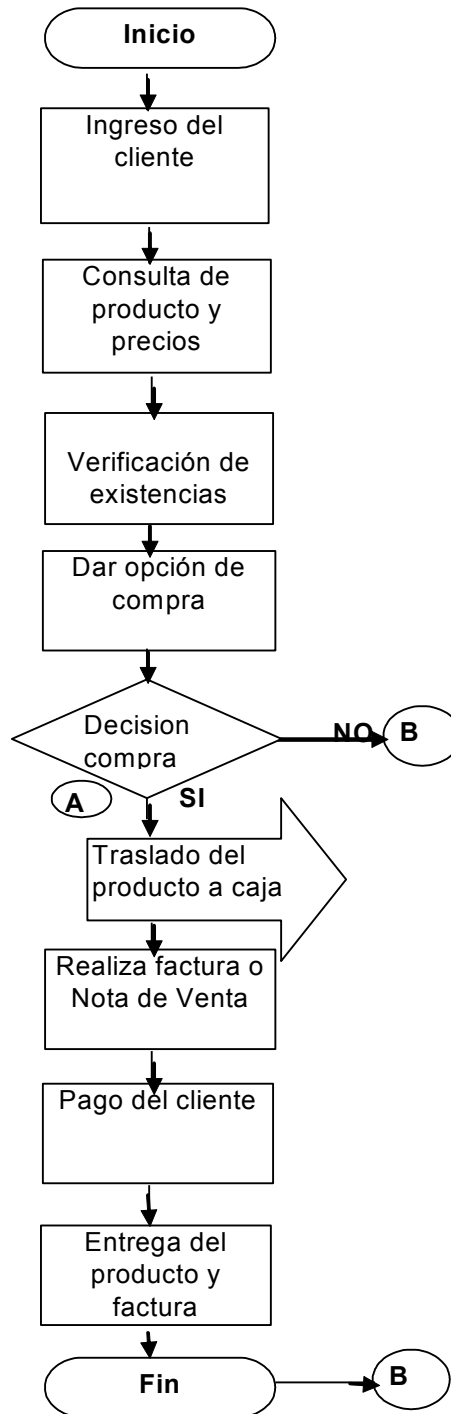 Inicio
Ingreso del
cliente
Consulta de
producto y
precios
Verificación de
existencias
Dar opción de
compra
Decision
compra
NO
B
A
SI
Traslado del
producto a caja
Realiza factura o
Nota de Venta
Pago del cliente
Entrega del
producto y
factura
Fin
B